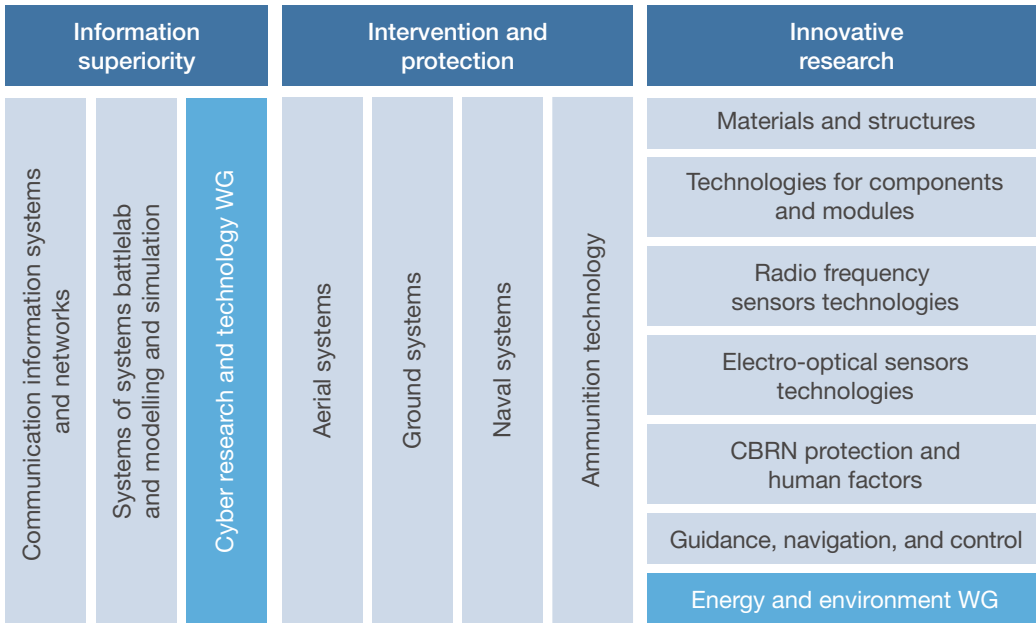 Information
superiority
Intervention and
protection
Innovative
research
Communication information systems
and networks
Systems of systems battlelab
and modelling and simulation
Cyber research and technology WG
Aerial systems
Ground systems
Naval systems
Ammunition technology
Materials and structures
Technologies for components
and modules
Radio frequency
sensors technologies
Electro-optical sensors
technologies
CBRN protection and
human factors
Guidance, navigation, and control
Energy and environment WG